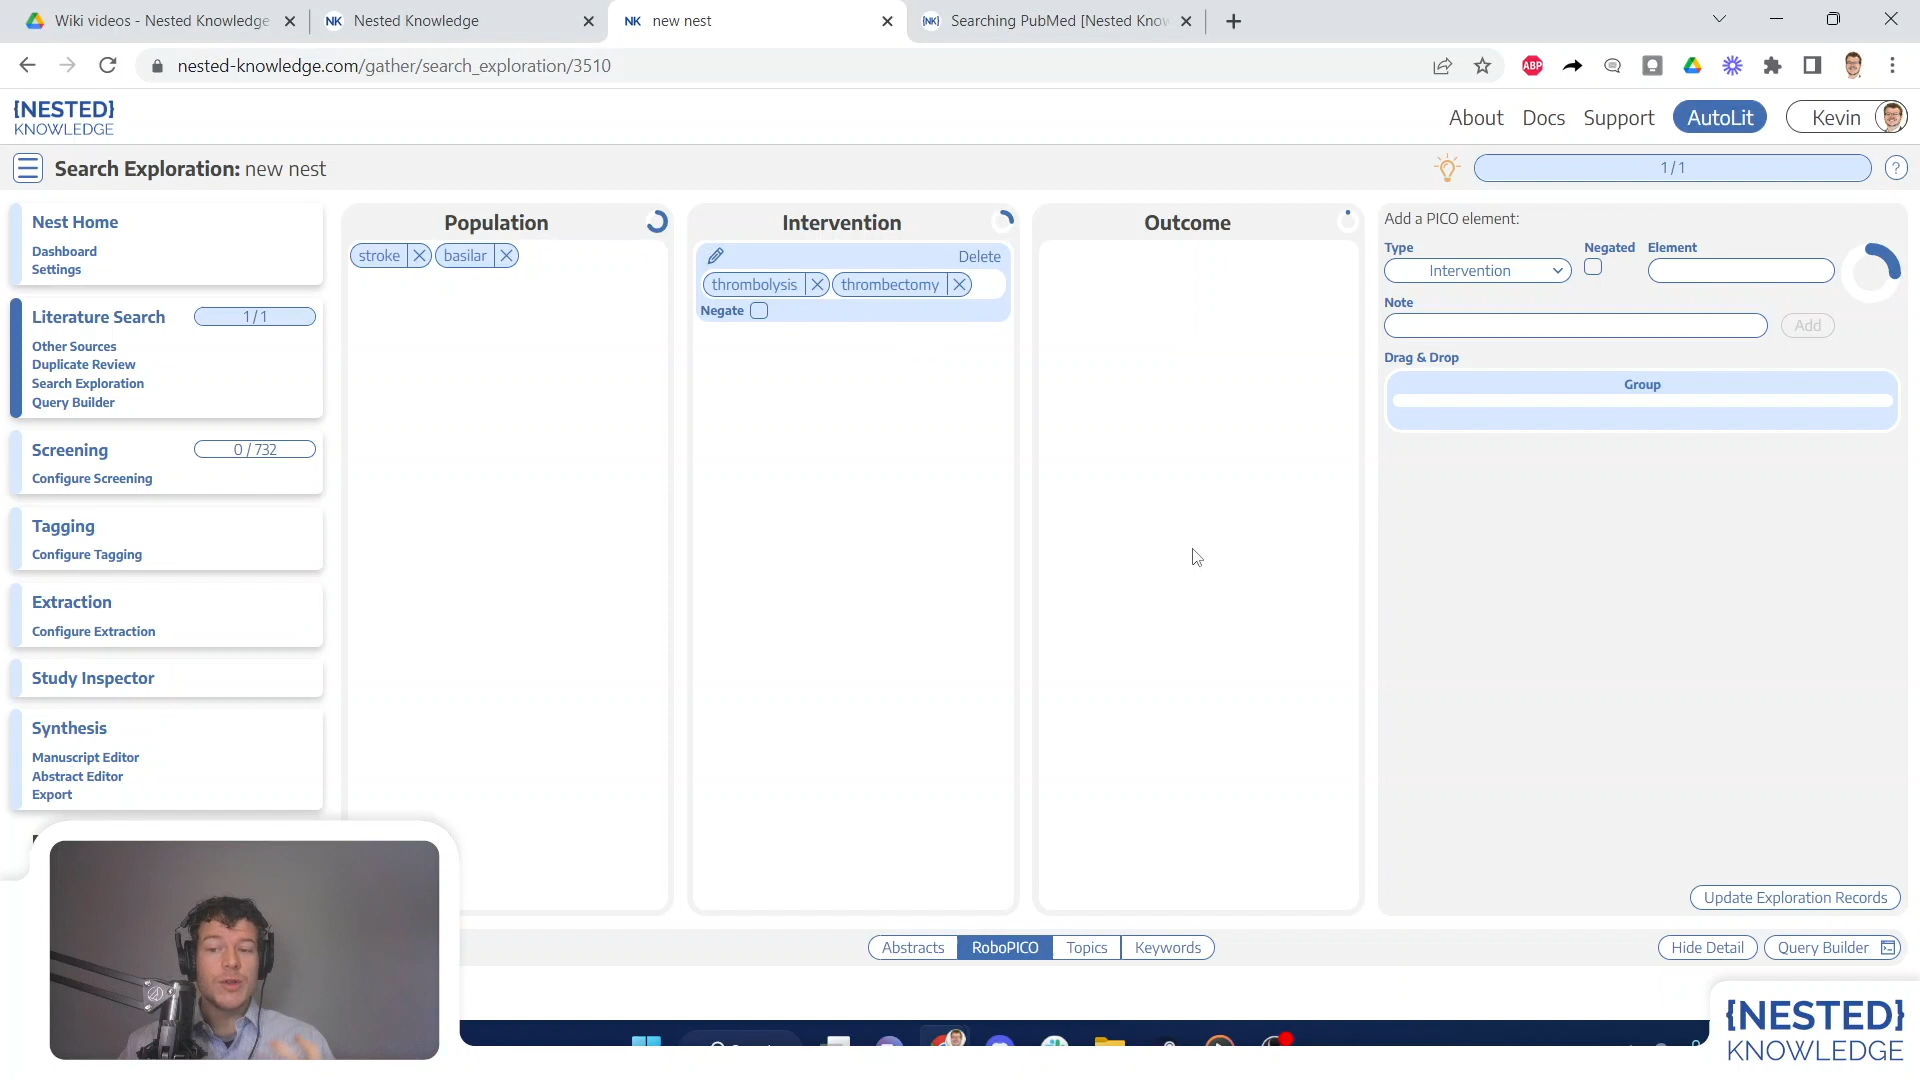 Wiki videos - Nested Knowledge
Nested Knowledge
new nest
Searching PubMed [Nested Know
nested-knowledge.com/gather/search_exploration/3510
ABP
{NESTED}
KNOWLEDGE
About
Docs
Support
AutoLit
Kevin
Search Exploration: new nest
1 / 1
?
Nest Home
Dashboard
Settings
Literature Search
1 / 1
Other Sources
Duplicate Review
Search Exploration
Query Builder
Screening
0 / 732
Configure Screening
Tagging
Configure Tagging
Extraction
Configure Extraction
Study Inspector
Synthesis
Manuscript Editor
Abstract Editor
Export
Population
stroke
basilar
Intervention
Delete
thrombolysis
thrombectomy
Negate
Outcome
Add a PICO element:
Type
Negated
Element
Intervention
Note
Add
Drag & Drop
Group
Update Exploration Records
Abstracts
RoboPICO
Topics
Keywords
Hide Detail
Query Builder
{NESTED}
KNOWLEDGE